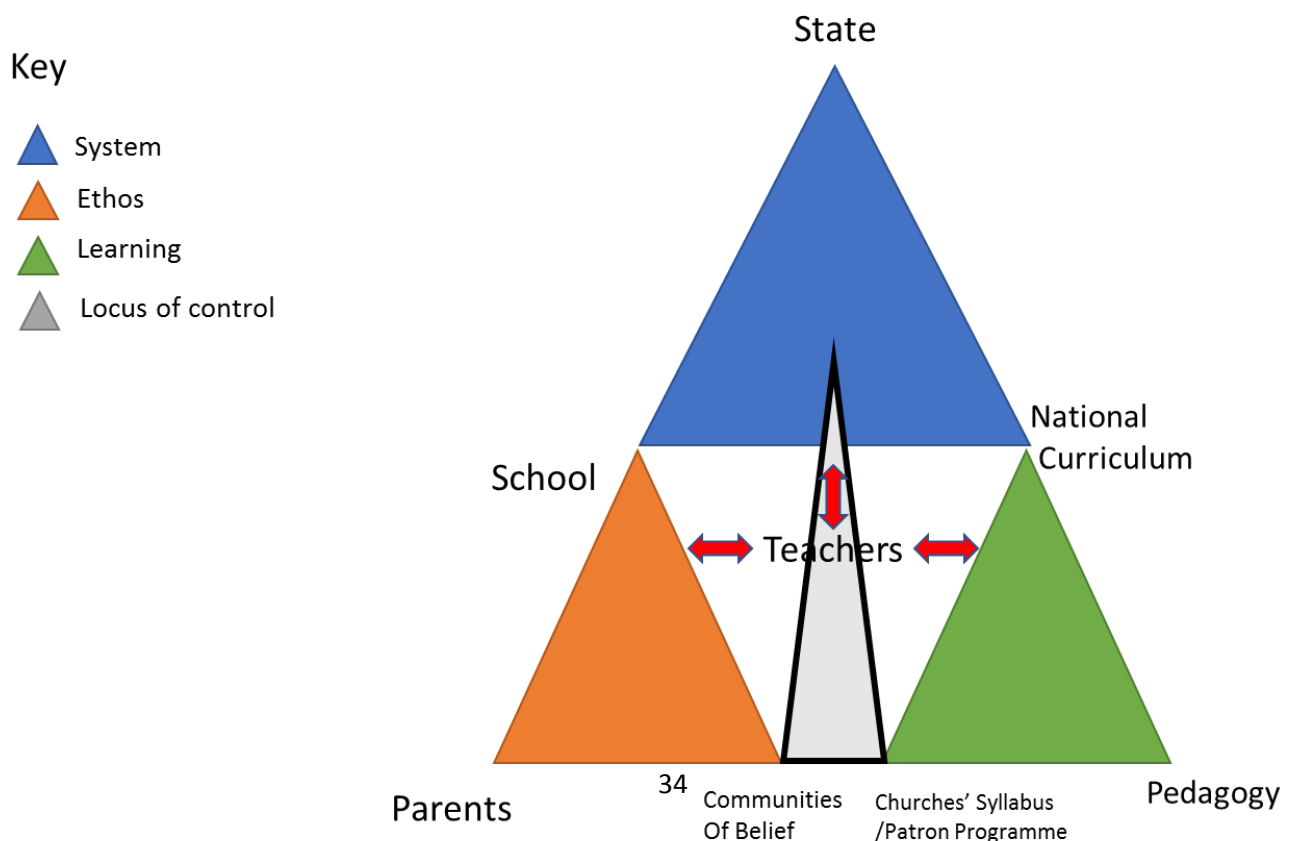 State
Key
System
Ethos
Learning
Locus of control
National
Curriculum
School
Teachers
34
Parents
Communities
Of Belief
Churches' Syllabus
/Patron Programme
Pedagogy